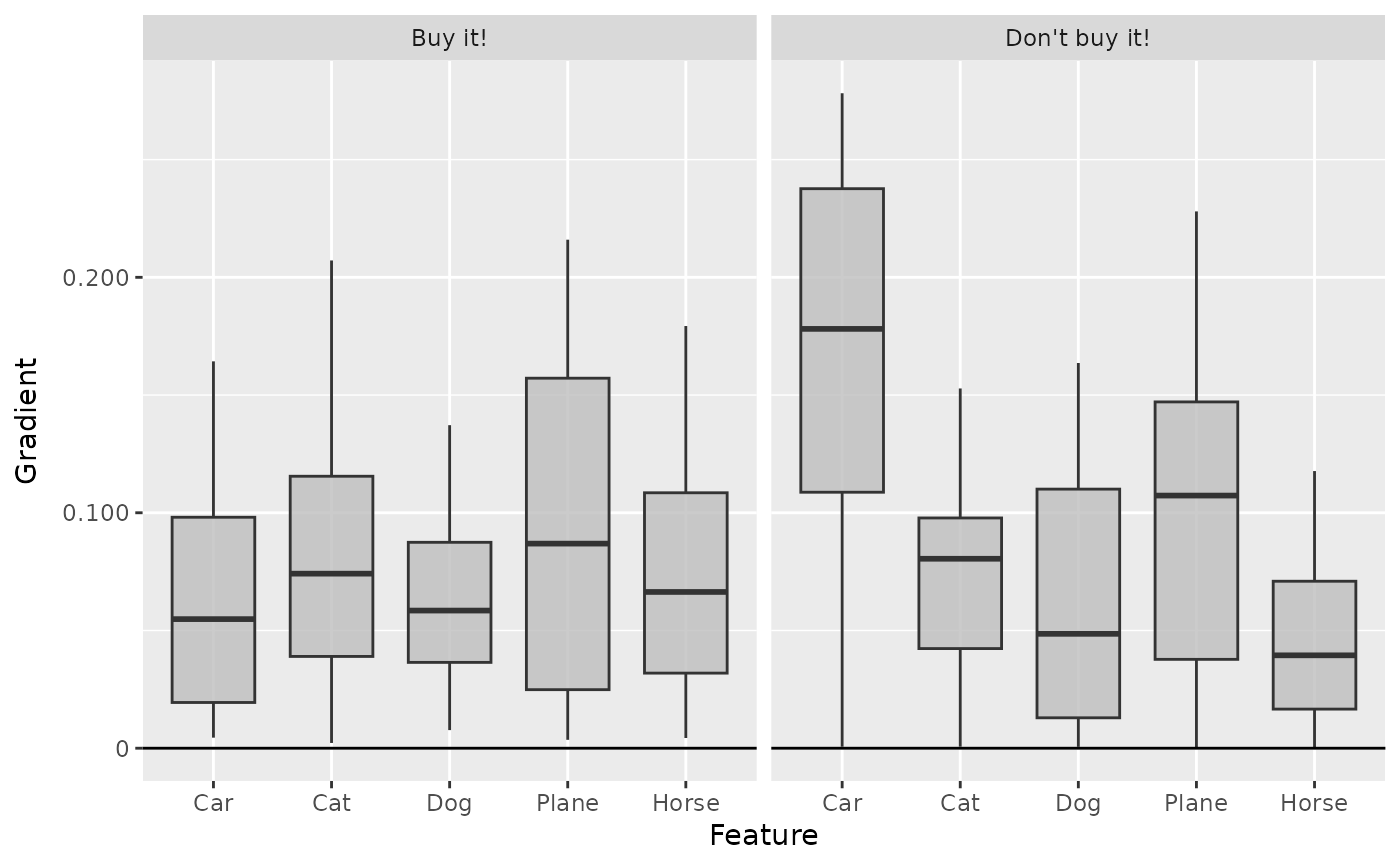 Buy it!
Don't buy it!
Gradient
0.200
0.100
0
Car Cat Dog Plane Horse
Car Cat Dog Plane Horse
Feature